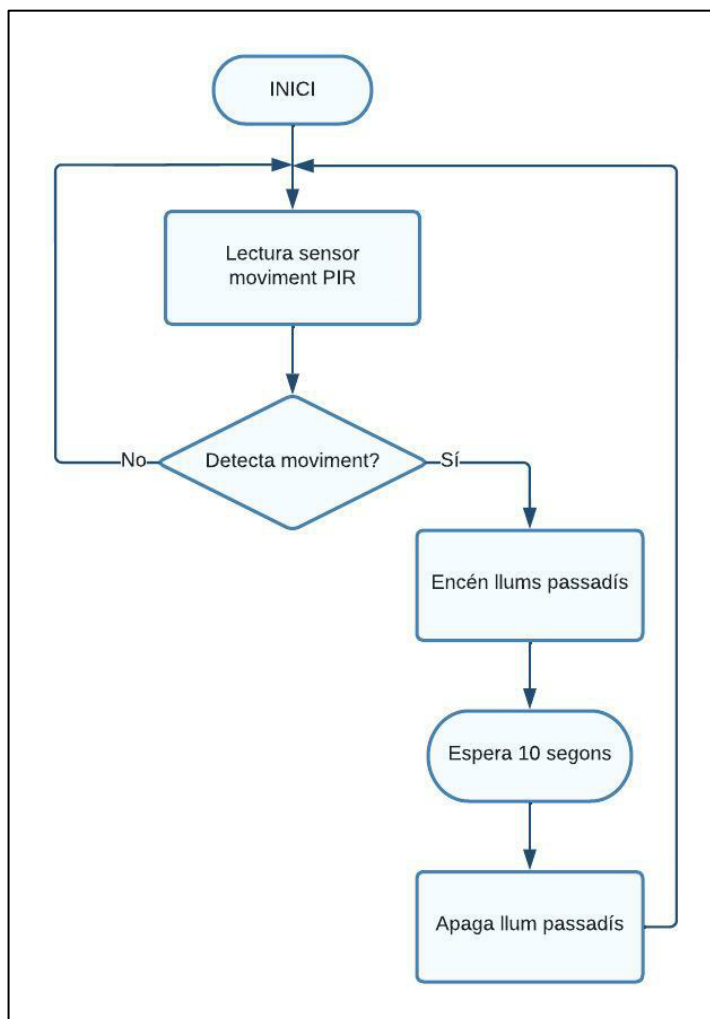 INICI
Lectura sensor
moviment PIR
Detecta moviment?
No
Sí
Encén llums passadís
Espera 10 segons
Apaga llum passadís